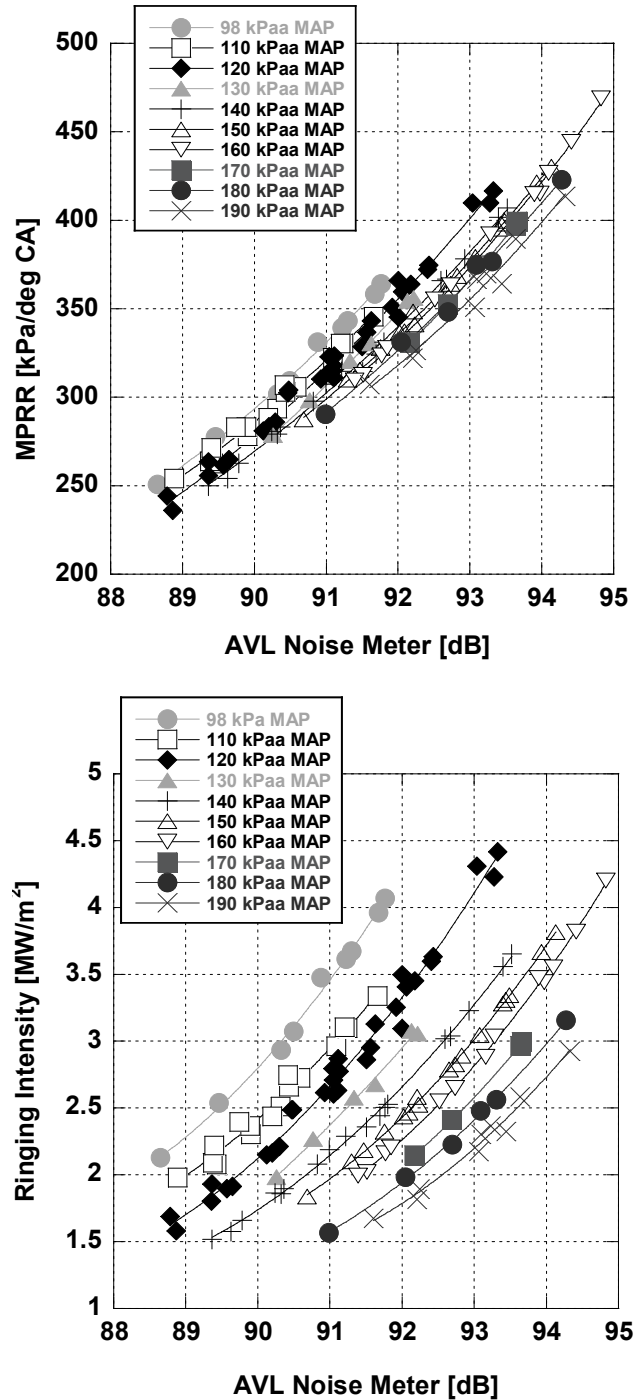 98 kPaa MAP
110 kPaa MAP
120 kPaa MAP
130 kPaa MAP
140 kPaa MAP
150 kPaa MAP
160 kPaa MAP
170 kPaa MAP
180 kPaa MAP
190 kPaa MAP
500
450
400
350
300
250
200
MPRR [kPa/deg CA]
88 89 90 91 92 93 94 95
AVL Noise Meter [dB]
98 kPa MAP
110 kPaa MAP
120 kPaa MAP
130 kPaa MAP
140 kPaa MAP
150 kPaa MAP
160 kPaa MAP
170 kPaa MAP
180 kPaa MAP
190 kPaa MAP
5
4.5
4
3.5
3
2.5
2
1.5
1
Ringing Intensity [MW/m²]
88 89 90 91 92 93 94 95
AVL Noise Meter [dB]